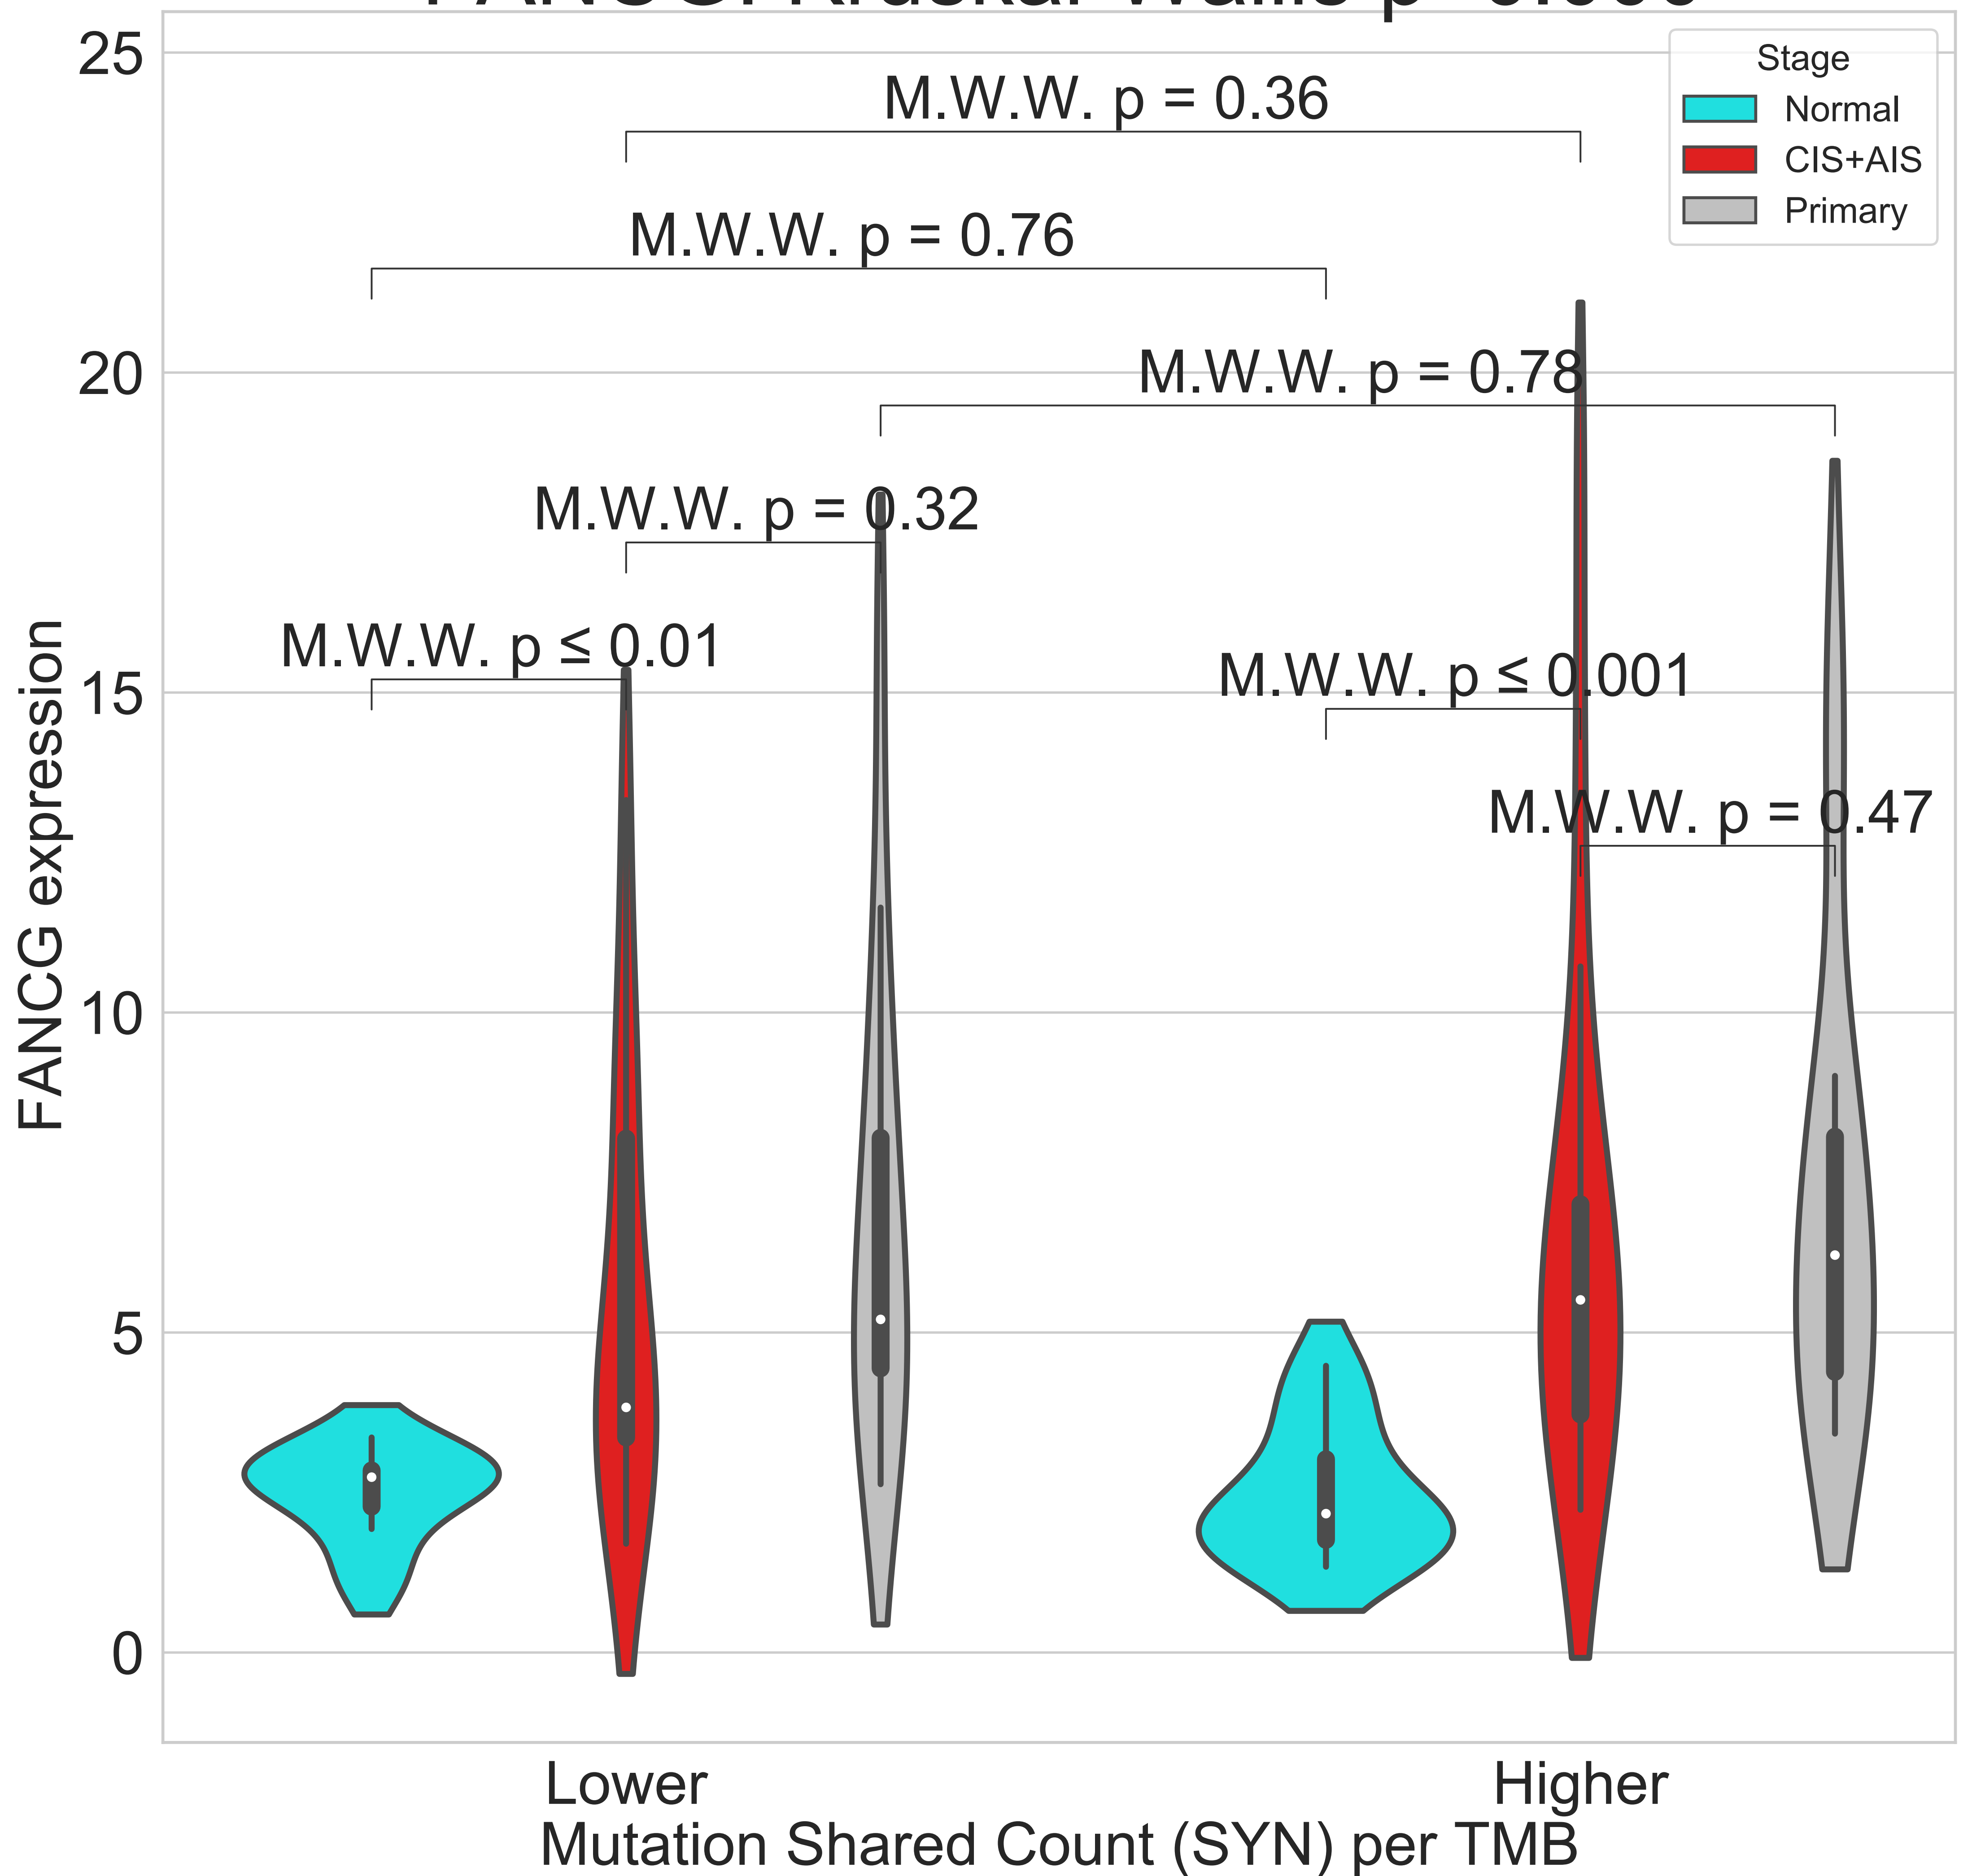 25
M.W.W. p = 0.36
Stage
Normal
CIS+AIS
Primary
M.W.W. p = 0.76
20
M.W.W. p = 0.78
M.W.W. p = 0.32
M.W.W. p ≤ 0.01
15
M.W.W. p ≤ 0.001
M.W.W. p = 0.47
FANCG expression
10
5
0
Lower
Higher
Mutation Shared Count (SYN) per TMB